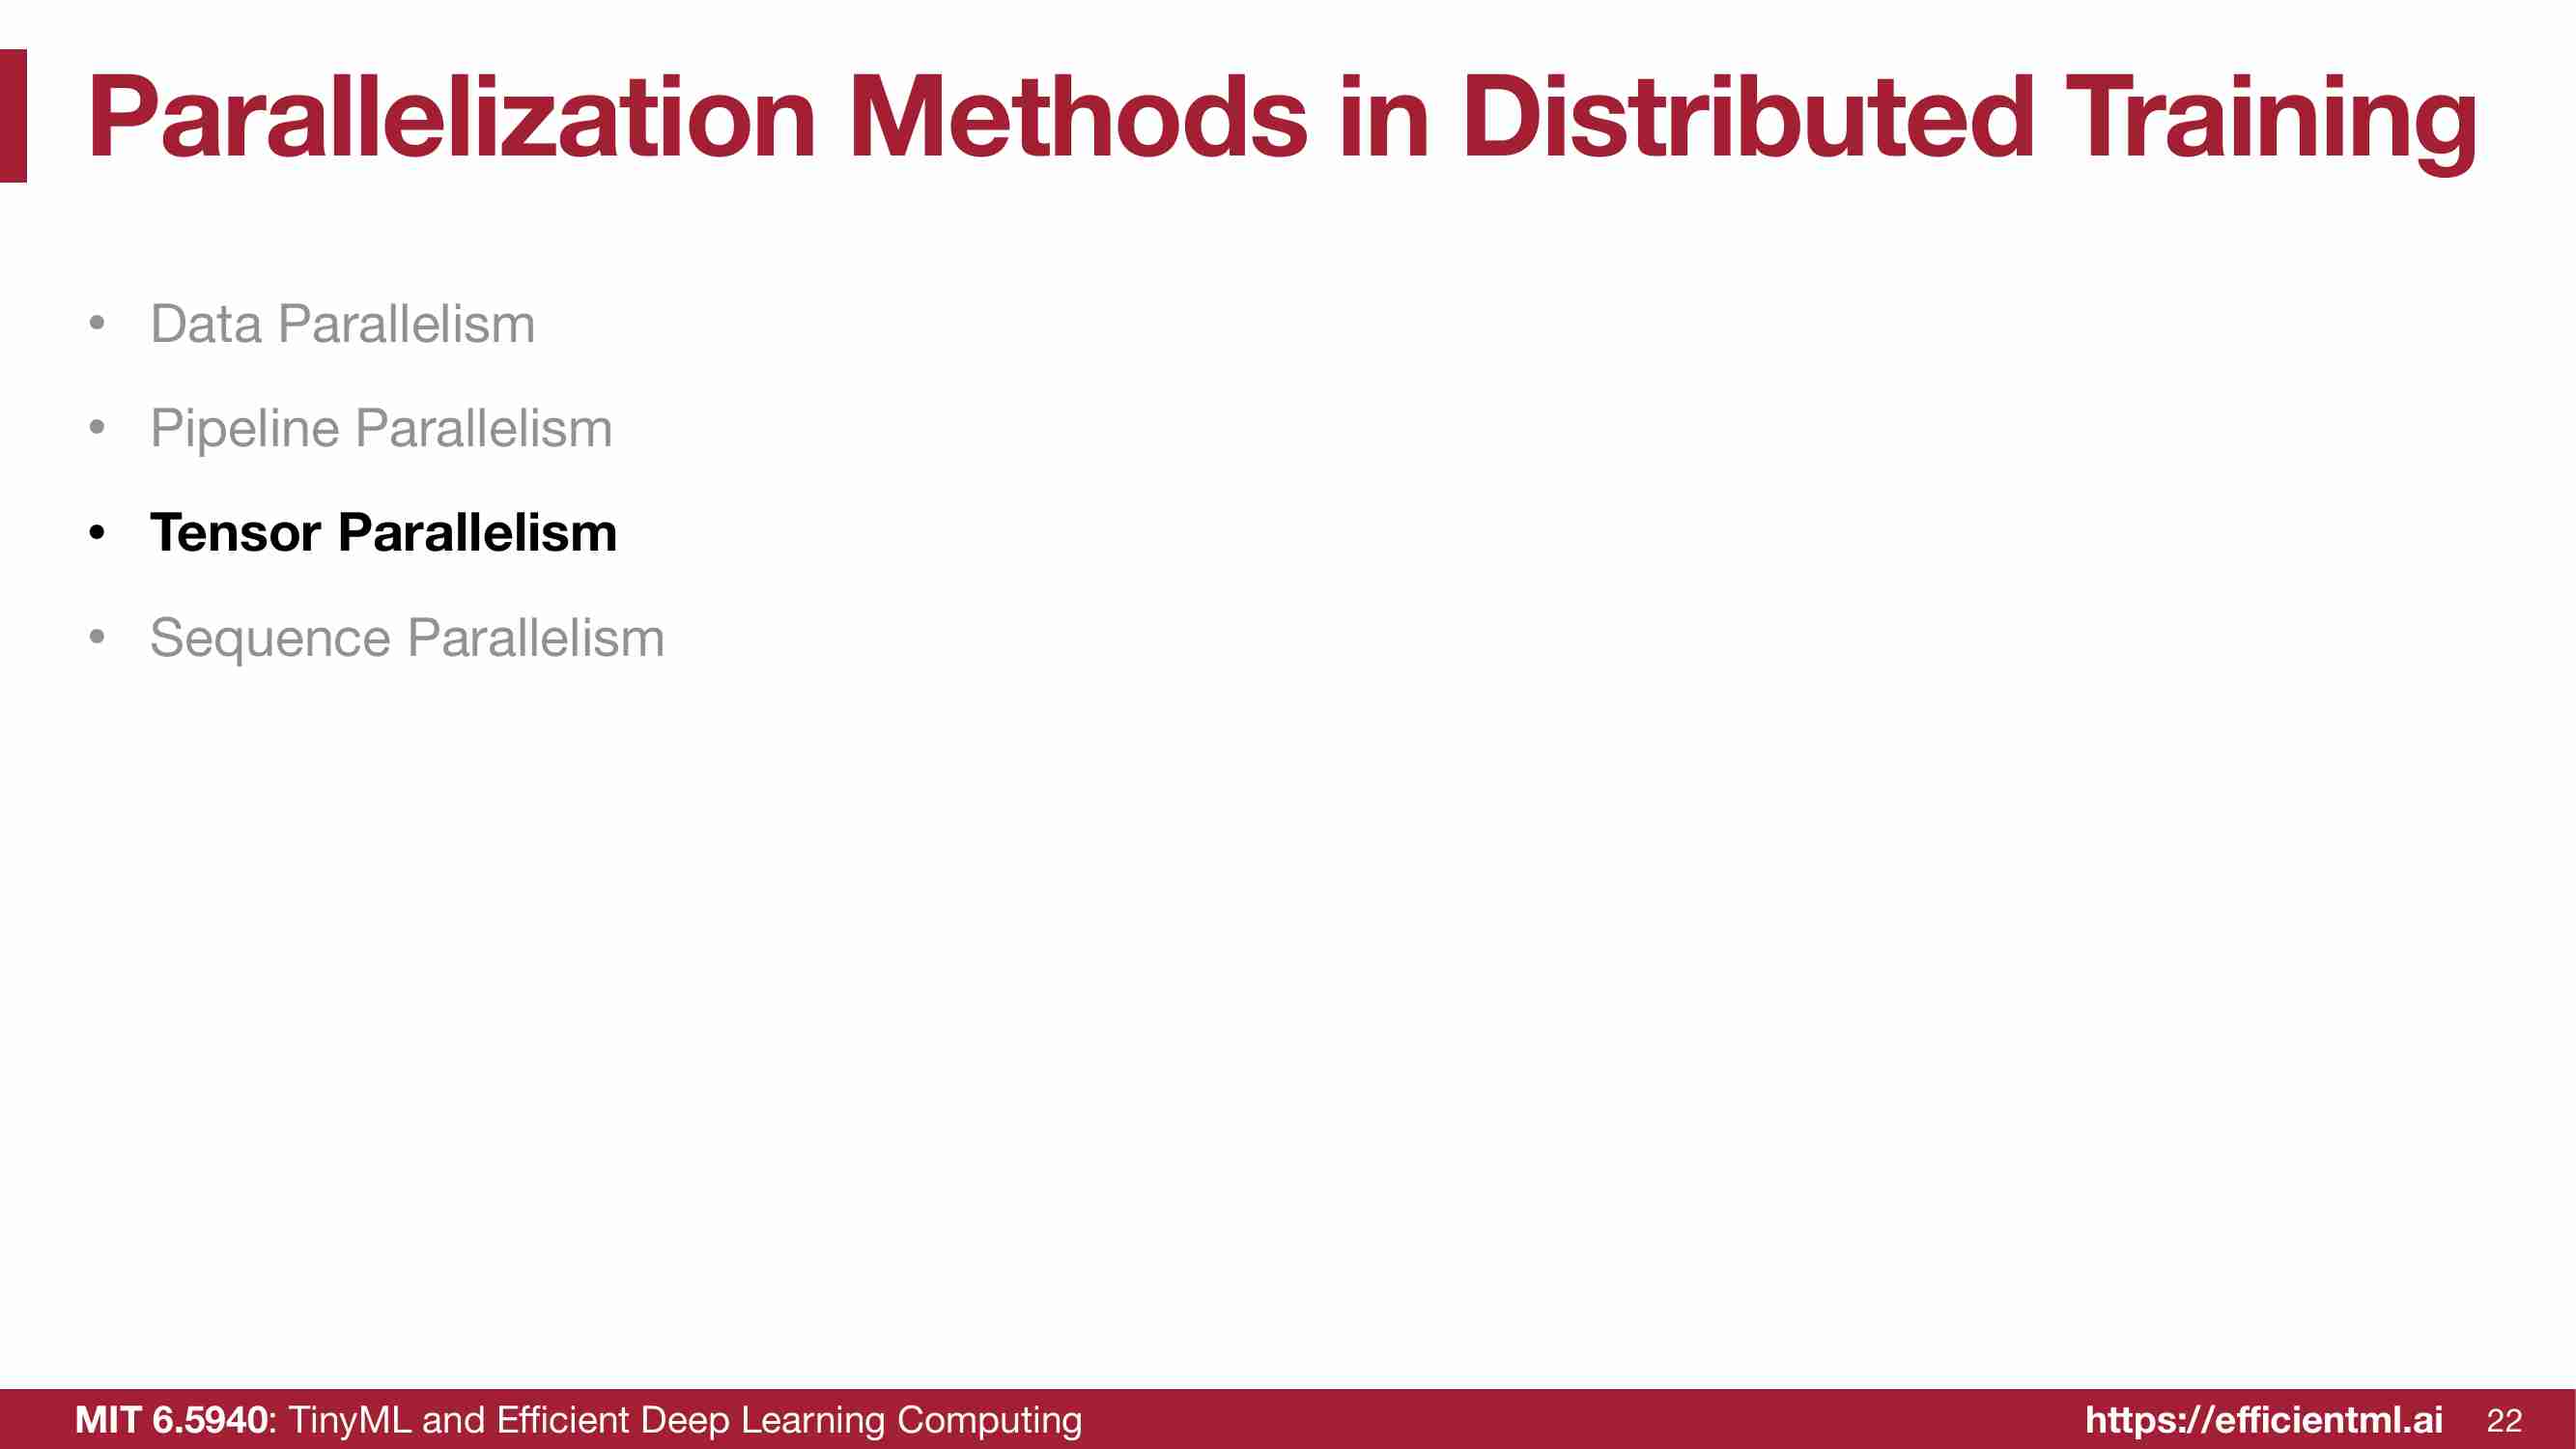 Parallelization Methods in Distributed Training
• Data Parallelism
• Pipeline Parallelism
• Tensor Parallelism
• Sequence Parallelism
MIT 6.5940: TinyML and Efficient Deep Learning Computing
https://efficientml.ai 22